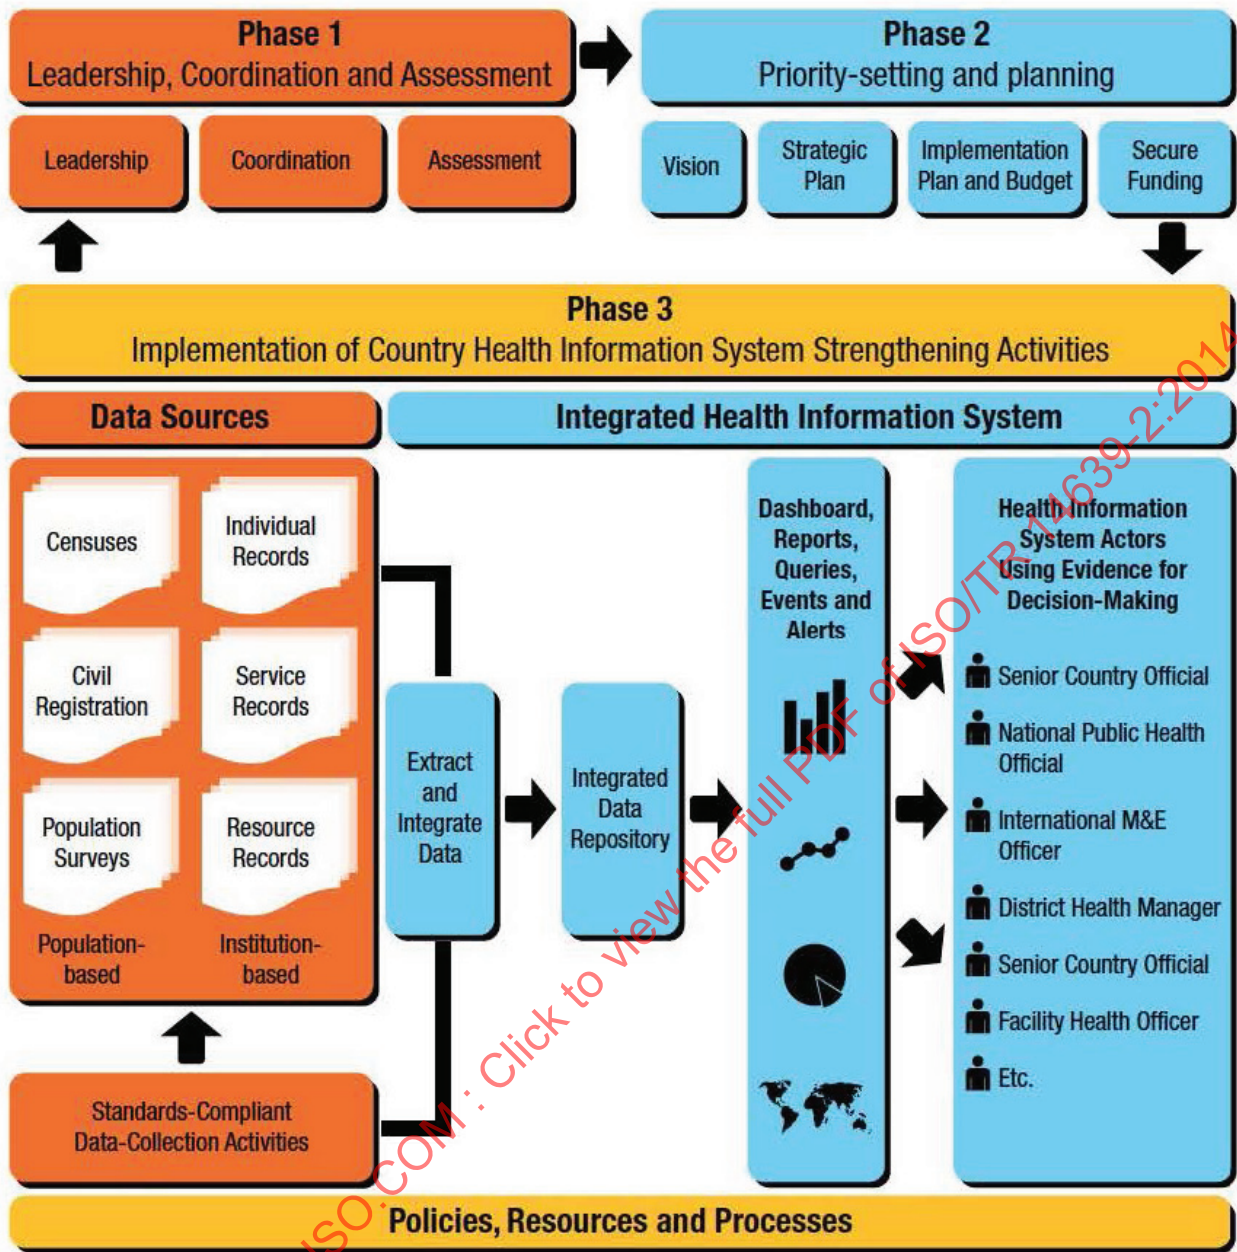 Phase 1
Leadership, Coordination and Assessment
Phase 2
Priority-setting and planning
Leadership
Coordination
Assessment
Vision
Strategic
Plan
Implementation
Plan and Budget
Secure
Funding
Phase 3
Implementation of Country Health Information System Strengthening Activities
Data Sources
Integrated Health Information System
Censuses
Individual
Records
Civil
Registration
Service
Records
Population
Surveys
Resource
Records
Population-
based
Institution-
based
Standards-Compliant
Data-Collection Activities
Extract
and
Integrate
Data
Integrated
Data
Repository
Dashboard,
Reports,
Queries,
Events and
Alerts
Health Information
System Actors
Using Evidence for
Decision-Making
Senior Country Official
National Public Health
Official
International M&E
Officer
District Health Manager
Senior Country Official
Facility Health Officer
Etc.
Policies, Resources and Processes
ISO.COM : Click to view the full PDF of ISO/TR 14639-2:2014